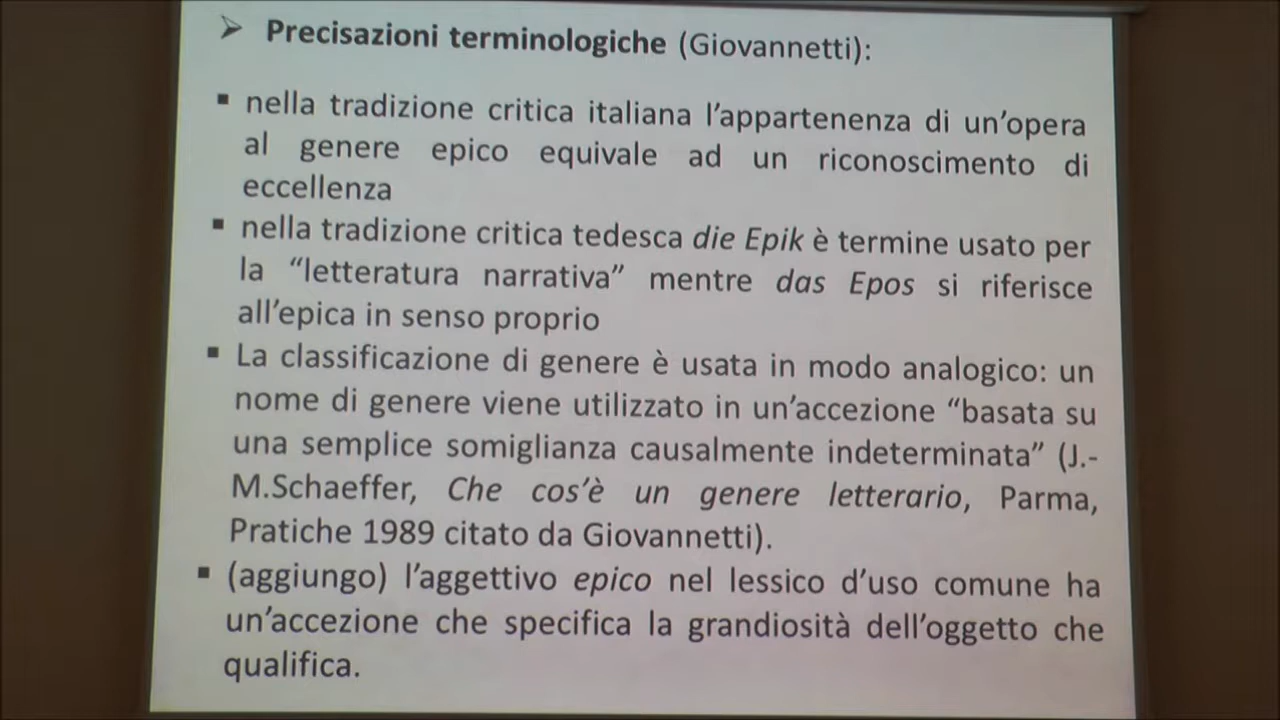 ➢ Precisazioni terminologiche (Giovannetti):
▪ nella tradizione critica italiana l'appartenenza di un'opera
al genere epico equivale ad un riconoscimento di
eccellenza
▪ nella tradizione critica tedesca die Epik è termine usato per
la “letteratura narrativa” mentre das Epos si riferisce
all'epica in senso proprio
▪ La classificazione di genere è usata in modo analogico: un
nome di genere viene utilizzato in un'accezione “basata su
una semplice somiglianza causalmente indeterminata” (J.-
M.Schaeffer, Che cos'è un genere letterario, Parma,
Pratiche 1989 citato da Giovannetti).
▪ (aggiungo) l'aggettivo epico nel lessico d'uso comune ha
un'accezione che specifica la grandiosità dell'oggetto che
qualifica.